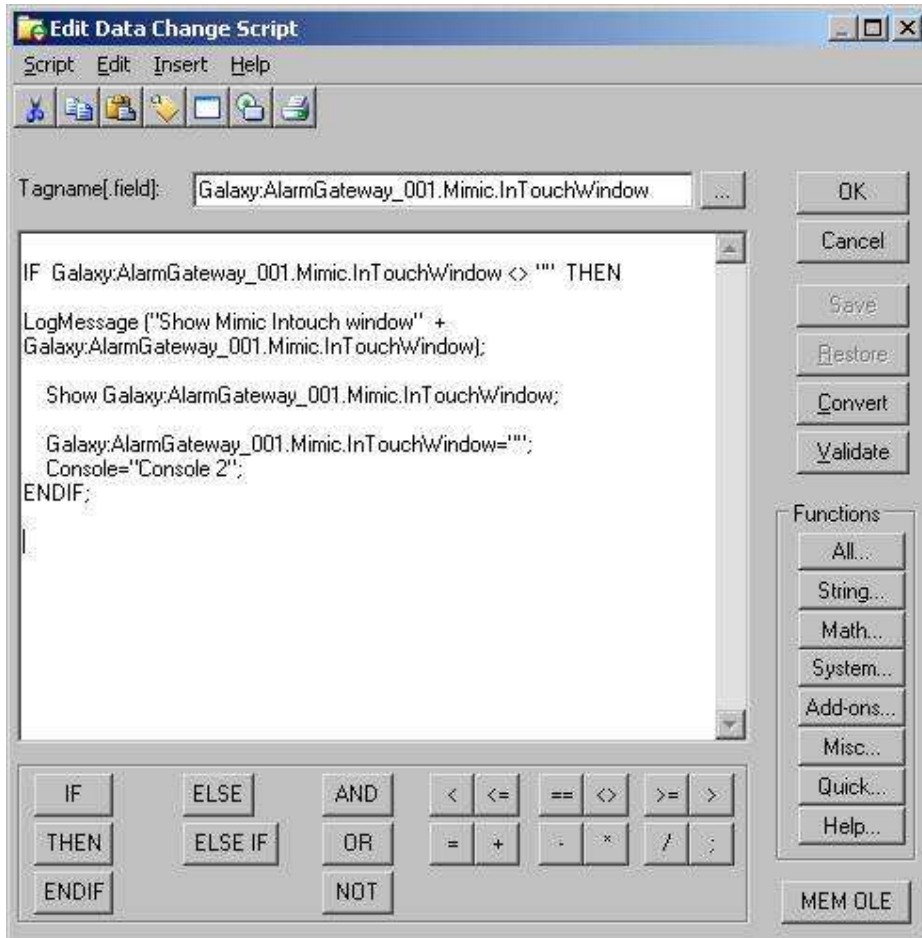 Edit Data Change Script
Script Edit Insert Help
Tagname[.field]: Galaxy:AlarmGateway_001.Mimic.InTouchWindow ... OK
Cancel
IF Galaxy:AlarmGateway_001.Mimic.InTouchWindow <> "" THEN
LogMessage ("Show Mimic Intouch window" +
Galaxy:AlarmGateway_001.Mimic.InTouchWindow);
Show Galaxy:AlarmGateway_001.Mimic.InTouchWindow;
Galaxy:AlarmGateway_001.Mimic.InTouchWindow="";
Console="Console 2";
ENDIF;
Save
Restore
Convert
Validate
Functions
All...
String...
Math...
System...
Add-ons...
Misc...
Quick...
Help...
IF ELSE AND < <= == <> >= >
THEN ELSE IF OR = + - * / ;
ENDIF NOT
MEM OLE